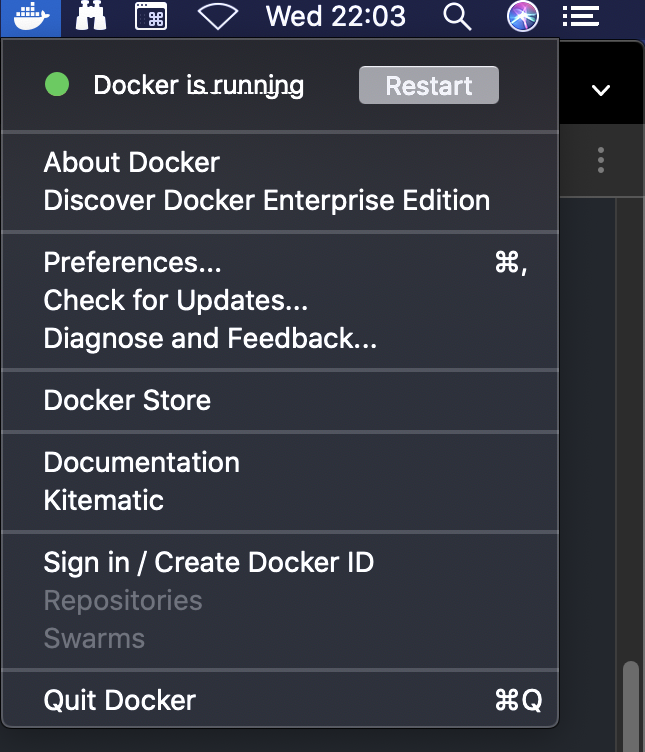 Wed 22:03
Docker is running Restart
About Docker
Discover Docker Enterprise Edition
Preferences... ⌘,
Check for Updates...
Diagnose and Feedback...
Docker Store
Documentation
Kitematic
Sign in / Create Docker ID
Repositories
Swarms
Quit Docker ⌘Q